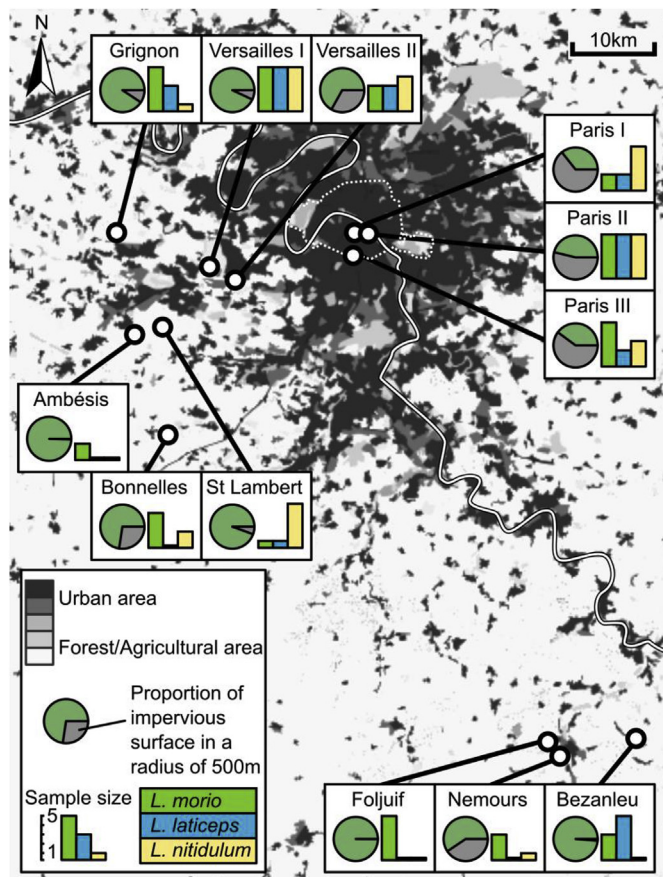 N
10km
Grignon
Versailles I
Versailles II
Paris I
Paris II
Paris III
Ambésis
Bonnelles
St Lambert
Urban area
Forest/Agricultural area
Proportion of
impervious
surface in a
radius of 500m
Sample size
5
1
L. morio
L. laticeps
L. nitidulum
Foljuif
Nemours
Bezanleu